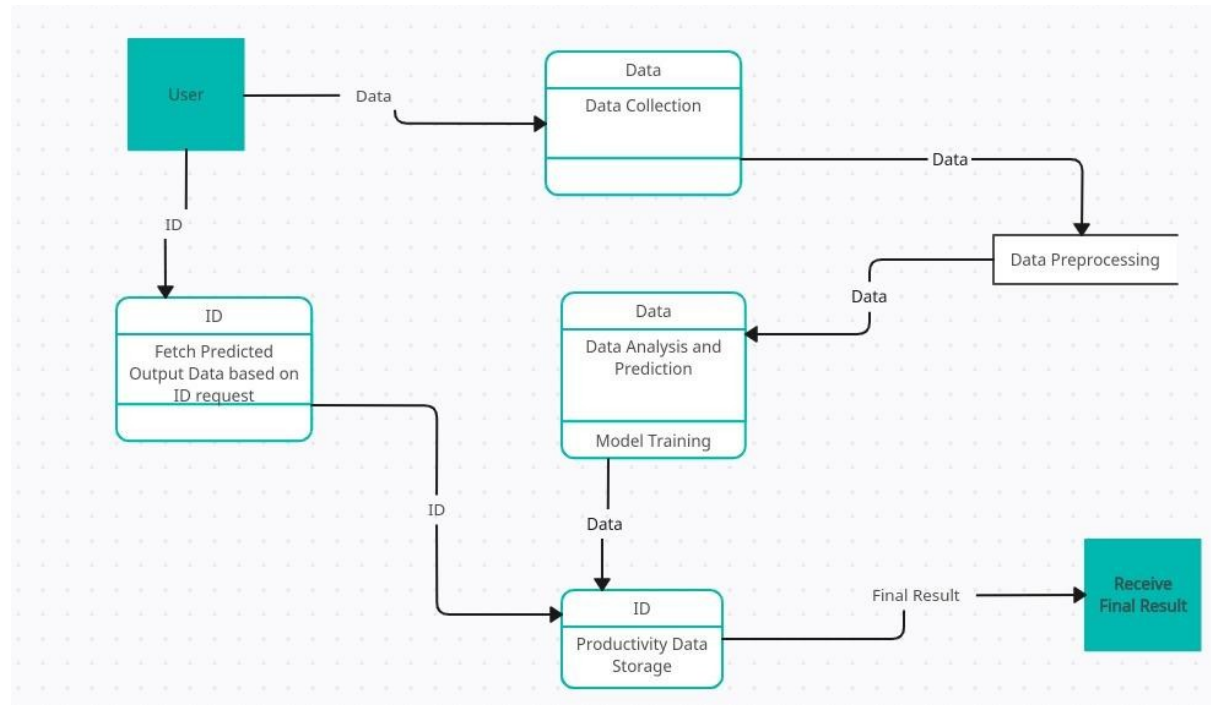 User
Data
Data
Data Collection
Data
ID
Data Preprocessing
Data
ID
Fetch Predicted
Output Data based on
ID request
Data
Data Analysis and
Prediction
Model Training
ID
Data
ID
Productivity Data
Storage
Final Result
Receive
Final Result